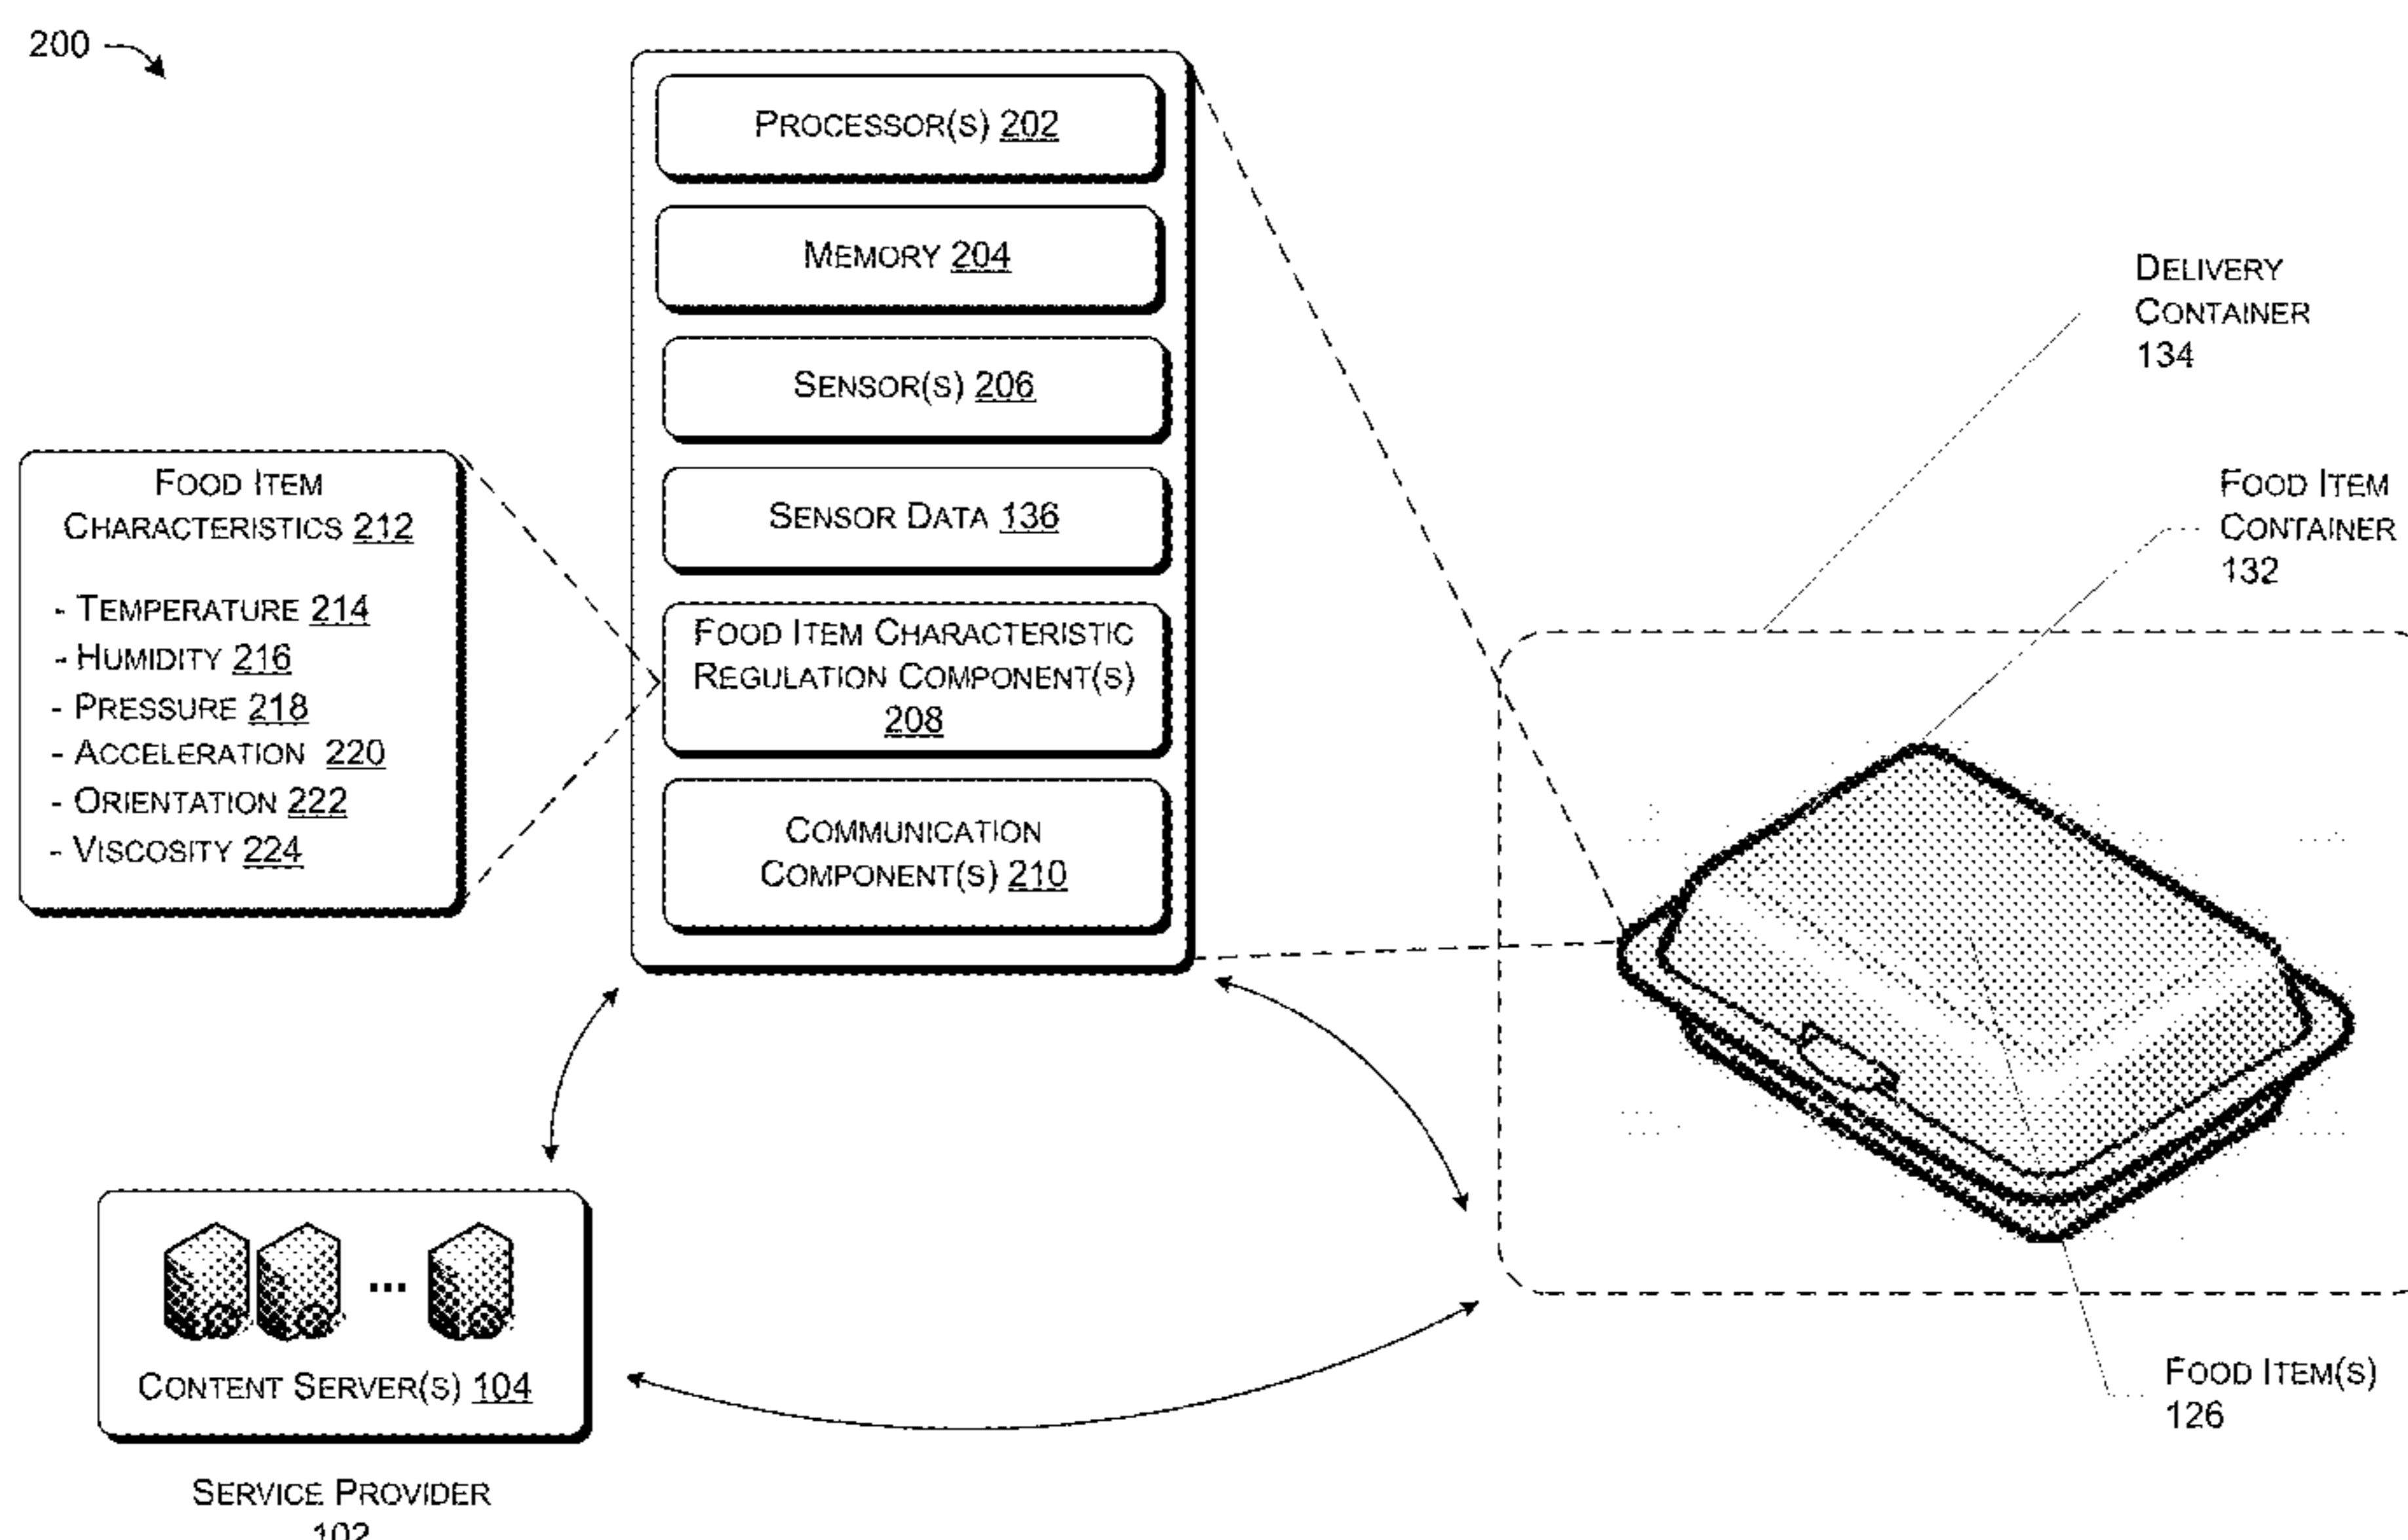 200
PROCESSOR(S) 202
MEMORY 204
SENSOR(S) 206
SENSOR DATA 136
FOOD ITEM CHARACTERISTIC
REGULATION COMPONENT(S)
208
COMMUNICATION
COMPONENT(S) 210
FOOD ITEM
CHARACTERISTICS 212
- TEMPERATURE 214
- HUMIDITY 216
- PRESSURE 218
- ACCELERATION 220
- ORIENTATION 222
- VISCOSITY 224
DELIVERY
CONTAINER
134
FOOD ITEM
CONTAINER
132
FOOD ITEM(S)
126
...
CONTENT SERVER(S) 104
SERVICE PROVIDER
102